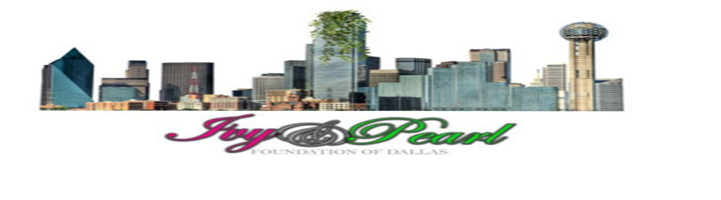 Ivy & Pearl
FOUNDATION OF DALLAS